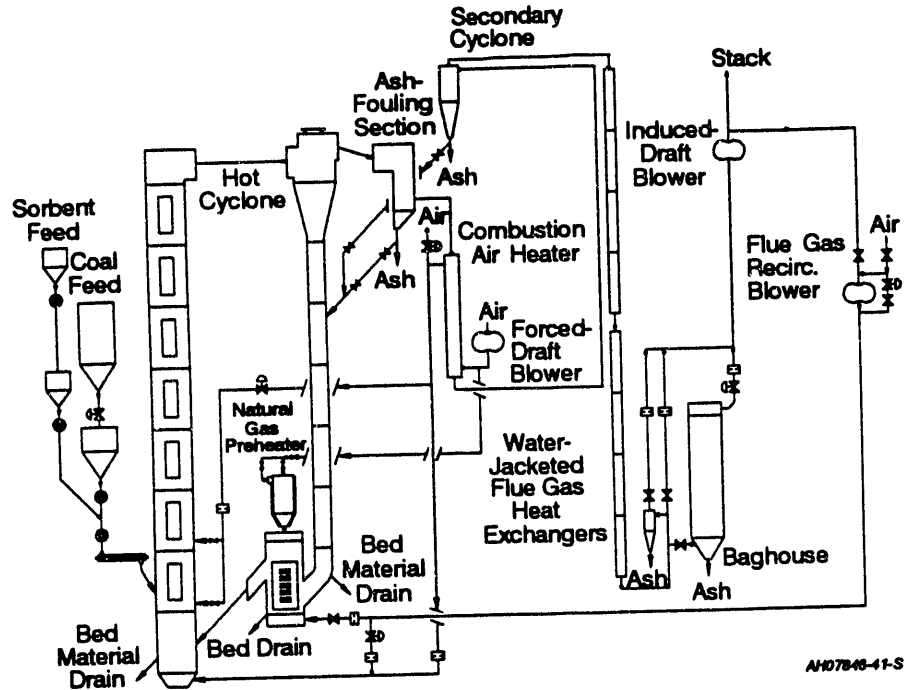 Secondary
Cyclone
Stack
Ash-
Fouling
Section
Induced-
Draft
Blower
Hot
Cyclone
Ash
Sorbent
Feed
Coal
Feed
Air
Combustion
Air Heater
Air
Flue Gas
Recirc.
Blower
Ash
Air
Forced-
Draft
Blower
Natural
Gas
Preheater
Water-
Jacketed
Flue Gas
Heat
Exchangers
Bed
Material
Drain
Baghouse
Ash
Ash
Bed
Material
Drain
Bed Drain
AH07846-41-S